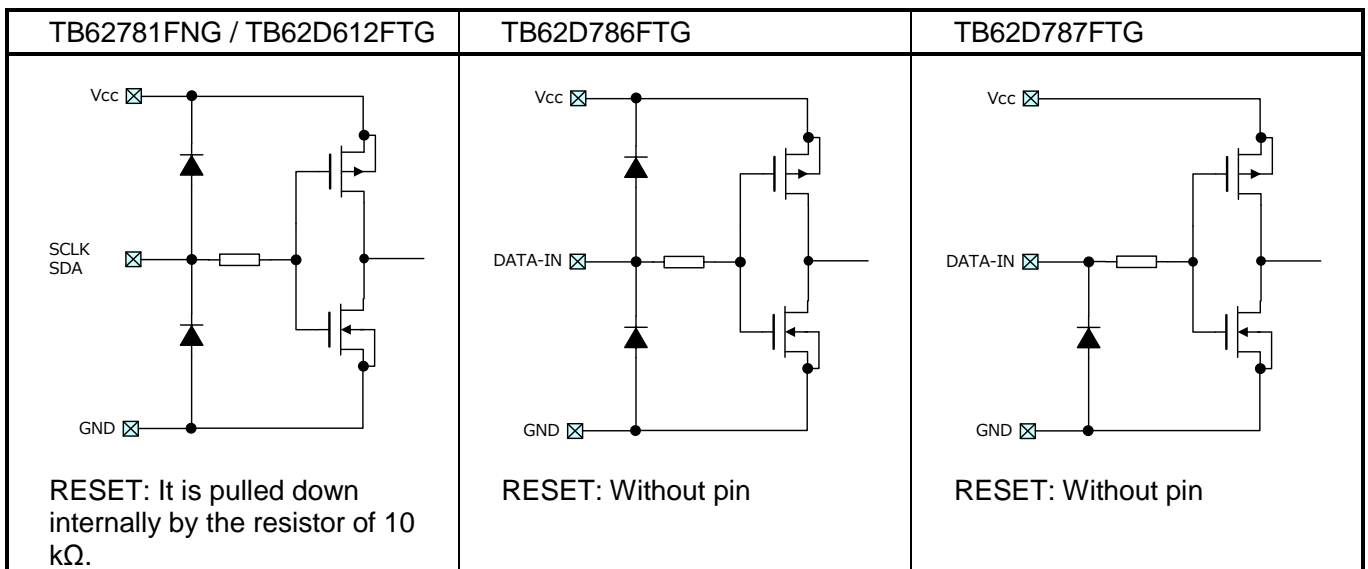 TB62781FNG / TB62D612FTG
TB62D786FTG
TB62D787FTG
Vcc
SCLK
SDA
GND
RESET: It is pulled down
internally by the resistor of 10
kΩ.
Vcc
DATA-IN
GND
RESET: Without pin
Vcc
DATA-IN
GND
RESET: Without pin